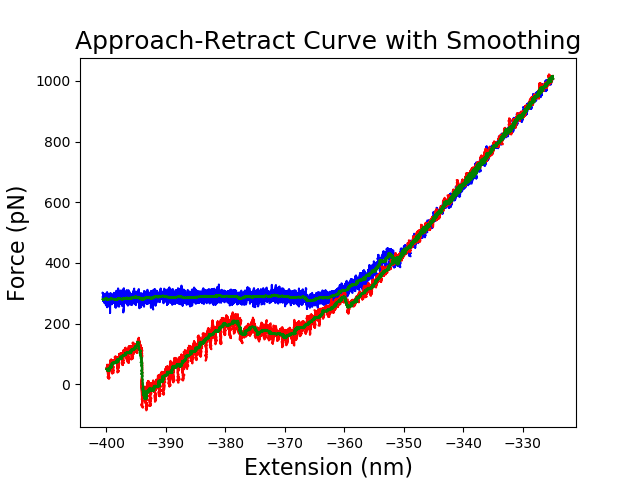 Approach-Retract Curve with Smoothing
1000
800
600
400
200
0
Force (pN)
−400 −390 −380 −370 −360 −350 −340 −330
Extension (nm)